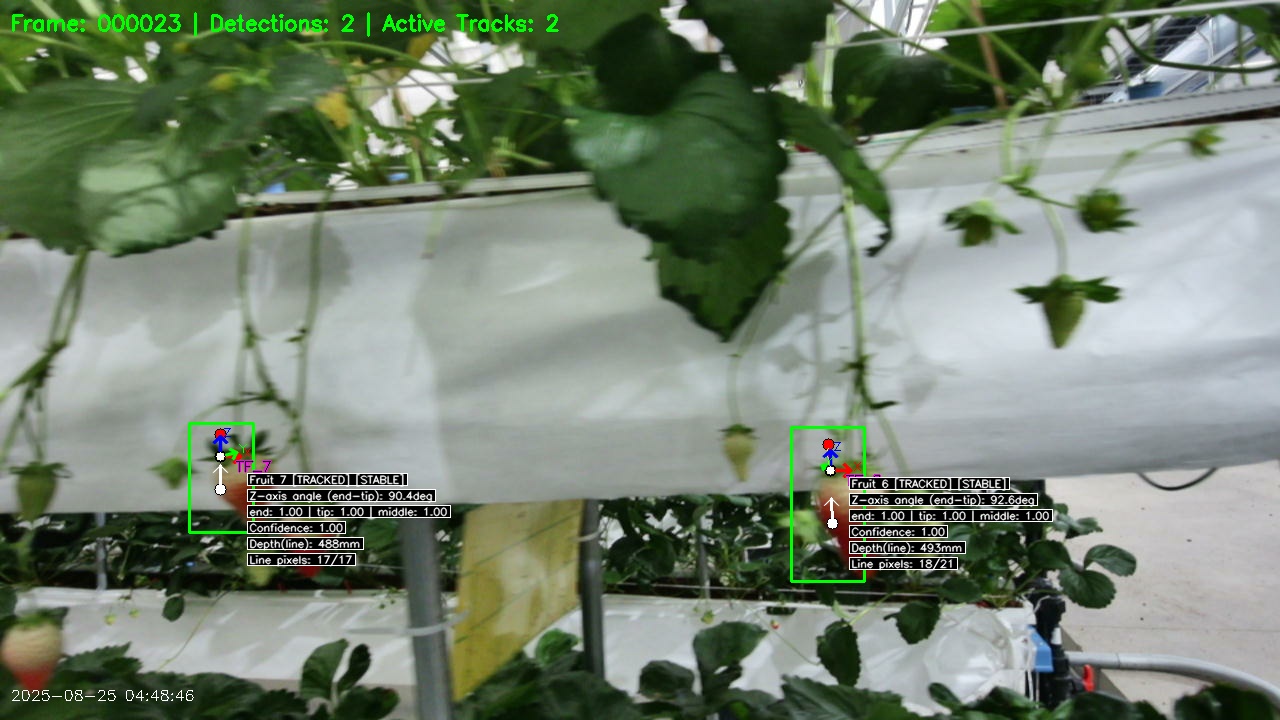 Frame: 000023 | Detections: 2 | Active Tracks: 2
Z
TF_7
Fruit 7 [TRACKED] [STABLE]
Z-axis angle (end-tip): 90.4deg
end: 1.00 | tip: 1.00 | middle: 1.00
Confidence: 1.00
Depth(line): 488mm
Line pixels: 17/17
Z
Fruit 6 [TRACKED] [STABLE]
Z-axis angle (end-tip): 92.6deg
end: 1.00 | tip: 1.00 | middle: 1.00
Confidence: 1.00
Depth(line): 493mm
Line pixels: 18/21
2025-08-25 04:48:46